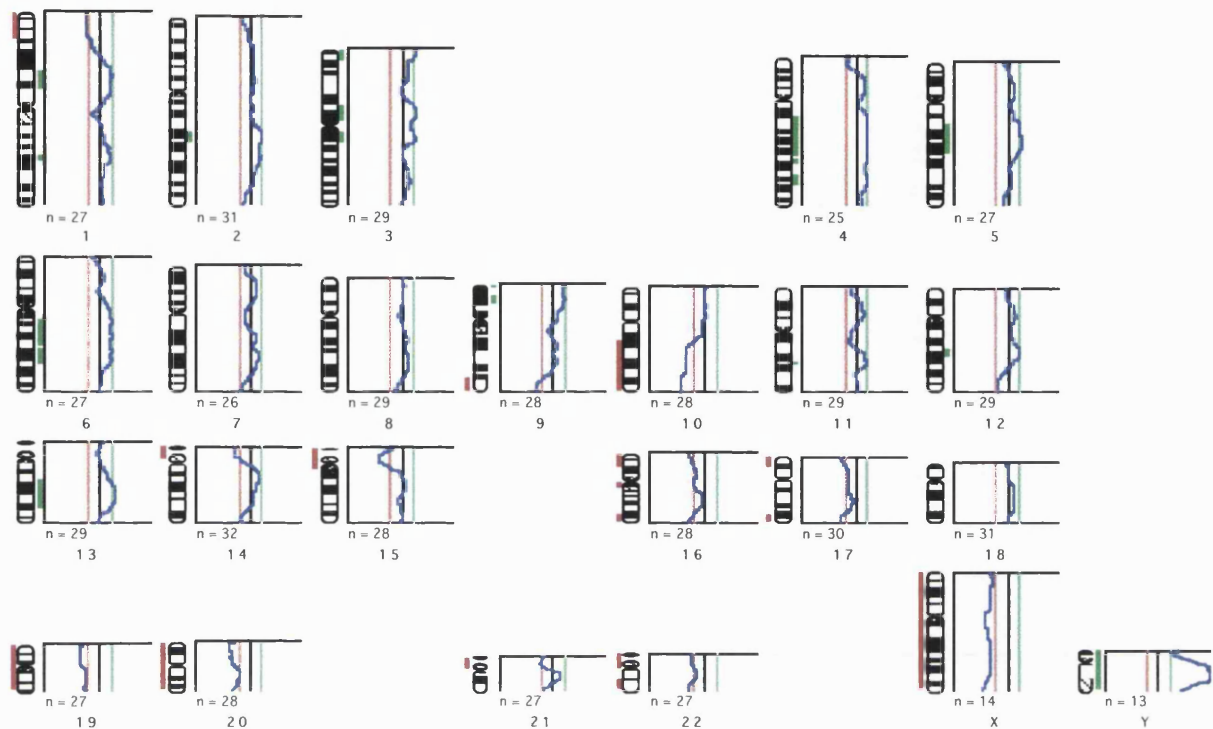 n = 27
1
n = 31
2
n = 29
3
n = 25
4
n = 27
5
n = 27
6
n = 26
7
n = 29
8
n = 28
9
n = 28
10
n = 29
11
n = 29
12
n = 29
13
n = 32
14
n = 28
15
n = 28
16
n = 30
17
n = 31
18
n = 27
19
n = 28
20
n = 27
21
n = 27
22
n = 14
X
n = 13
Y